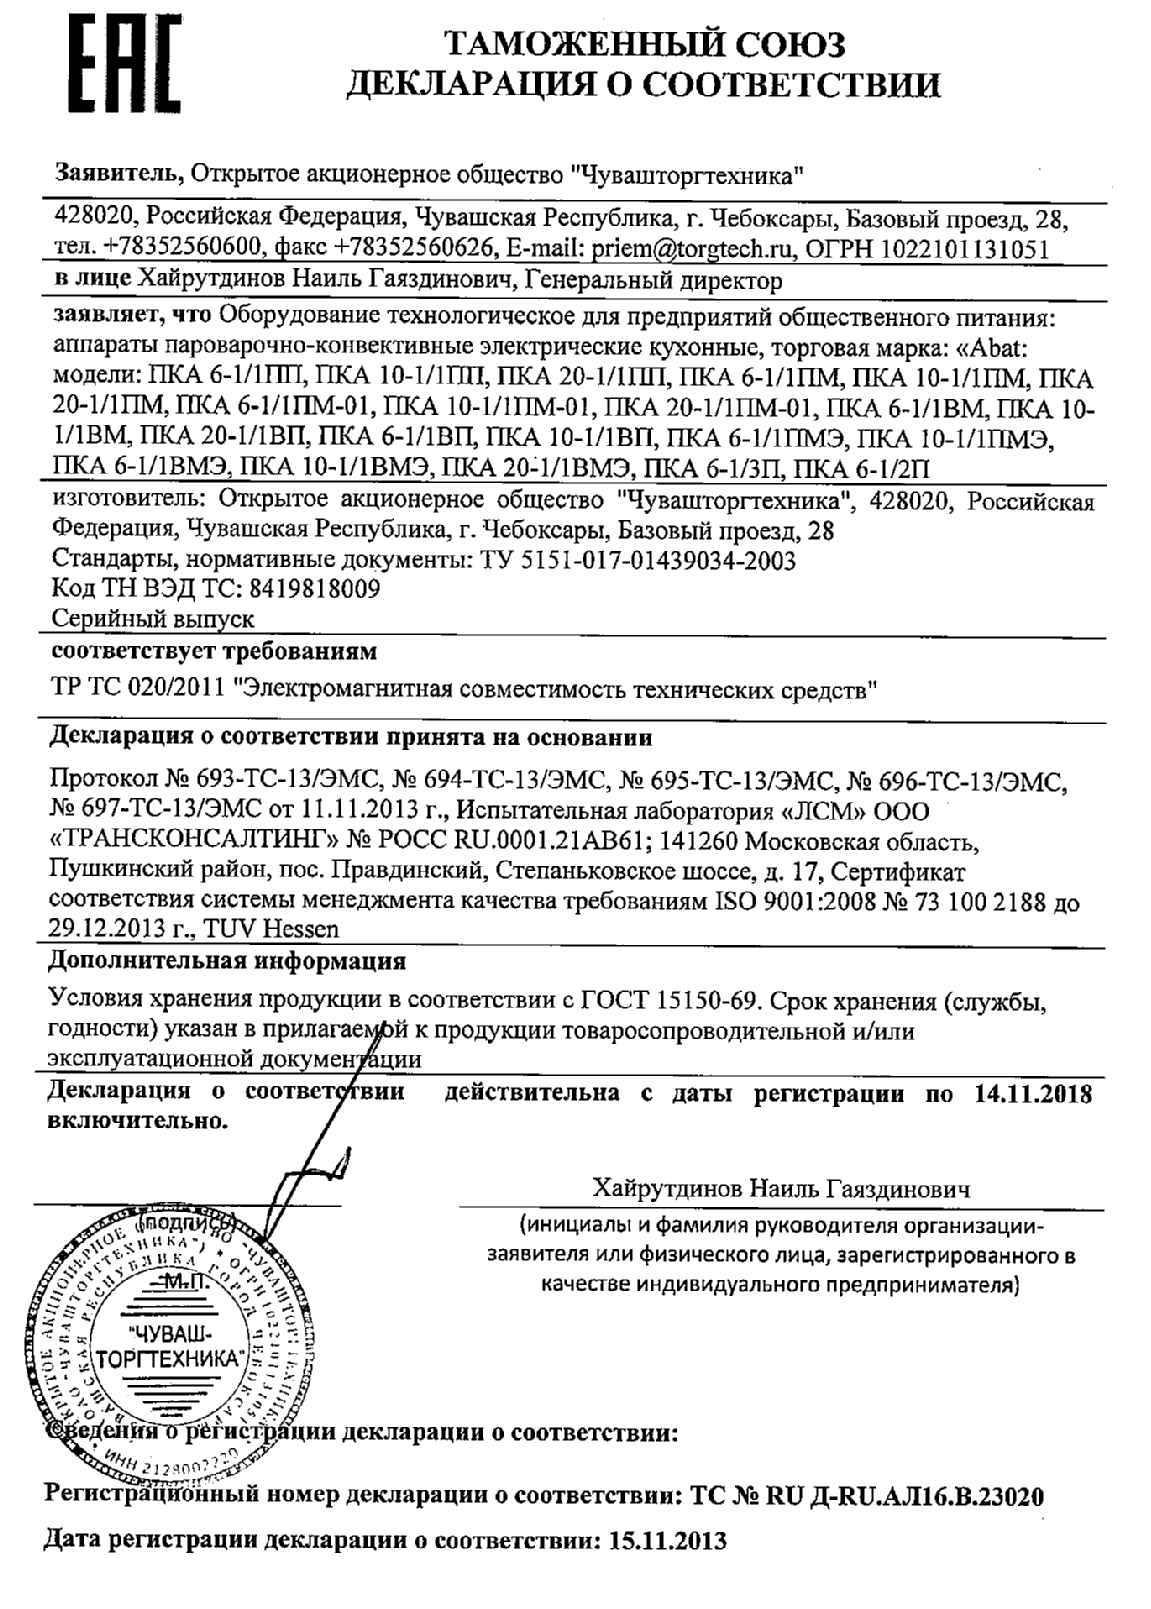 EAC
ТАМОЖЕННЫЙ СОЮЗ
ДЕКЛАРАЦИЯ О СООТВЕТСТВИИ
Заявитель, Открытое акционерное общество "Чувашторгтехника"
428020, Российская Федерация, Чувашская Республика, г. Чебоксары, Базовый проезд, 28,
тел. +78352560600, факс +78352560626, E-mail: priem@torgtech.ru, ОГРН 1022101131051
в лице Хайрутдинов Наиль Гаяздинович, Генеральный директор
заявляет, что Оборудование технологическое для предприятий общественного питания:
аппараты пароварочно-конвективные электрические кухонные, торговая марка: «Abat:
модели: ПКА 6-1/1ПП, ПКА 10-1/1ПП, ПКА 20-1/1ПП, ПКА 6-1/1ПМ, ПКА 10-1/1ПМ, ПКА
20-1/1ПМ, ПКА 6-1/1ПМ-01, ПКА 10-1/1ПМ-01, ПКА 20-1/1ПМ-01, ПКА 6-1/1ВМ, ПКА 10-
1/1ВМ, ПКА 20-1/1ВП, ПКА 6-1/1ВП, ПКА 10-1/1ВП, ПКА 6-1/1ПМЭ, ПКА 10-1/1ПМЭ,
ПКА 6-1/1ВМЭ, ПКА 10-1/1ВМЭ, ПКА 20-1/1ВМЭ, ПКА 6-1/3П, ПКА 6-1/2П
изготовитель: Открытое акционерное общество "Чувашторгтехника", 428020, Российская
Федерация, Чувашская Республика, г. Чебоксары, Базовый проезд, 28
Стандарты, нормативные документы: ТУ 5151-017-01439034-2003
Код ТН ВЭД ТС: 8419818009
Серийный выпуск
соответствует требованиям
ТР ТС 020/2011 "Электромагнитная совместимость технических средств"
Декларация о соответствии принята на основании
Протокол № 693-ТС-13/ЭМС, № 694-ТС-13/ЭМС, № 695-ТС-13/ЭМС, № 696-ТС-13/ЭМС,
№ 697-ТС-13/ЭМС от 11.11.2013 г., Испытательная лаборатория «ЛСМ» ООО
«ТРАНСКОНСАЛТИНГ» № РОСС RU.0001.21АВ61; 141260 Московская область,
Пушкинский район, пос. Правдинский, Степаньковское шоссе, д. 17, Сертификат
соответствия системы менеджмента качества требованиям ISO 9001:2008 № 73 100 2188 до
29.12.2013 г., TUV Hessen
Дополнительная информация
Условия хранения продукции в соответствии с ГОСТ 15150-69. Срок хранения (службы,
годности) указан в прилагаемой к продукции товаросопроводительной и/или
эксплуатационной документации
Декларация о соответствии действительна с даты регистрации по 14.11.2018
включительно.
Хайрутдинов Наиль Гаяздинович
(подпись)
(инициалы и фамилия руководителя организации-
заявителя или физического лица, зарегистрированного в
качестве индивидуального предпринимателя)
М.П.
"ЧУВАШ-
ТОРГТЕХНИКА"
ИНН 2128002220
Сведения о регистрации декларации о соответствии:
Регистрационный номер декларации о соответствии: ТС № RU Д-RU.АЛ16.В.23020
Дата регистрации декларации о соответствии: 15.11.2013